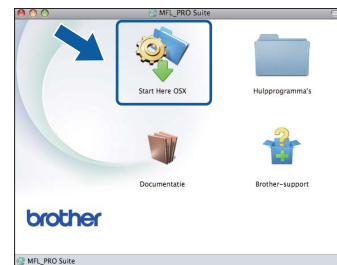 MFL_PRO Suite
Start Here OSX
Hulpprogramma's
Documentatie
Brother-support
brother
MFL_PRO Suite